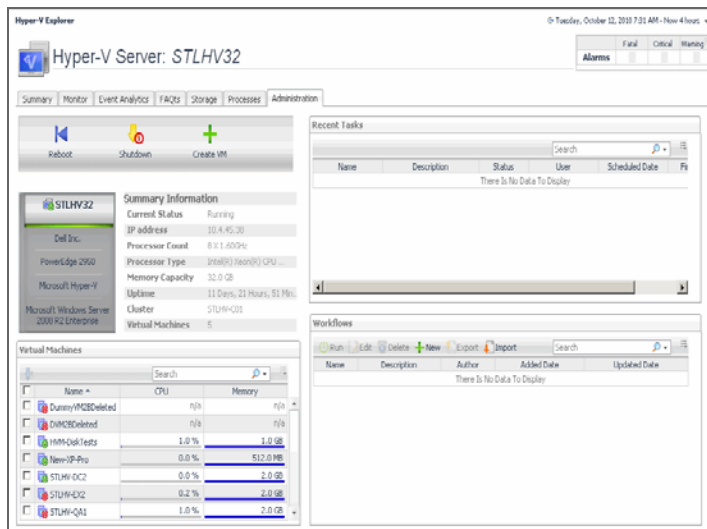 Hyper-V Explorer
Tuesday, October 12, 2010 7:31 AM - Now 4 hours
Hyper-V Server: STLHV32
Fatal Critical Warning
Alarms
Summary Monitor Event Analytics FAQts Storage Processes Administration
Reboot Shutdown Create VM
STLHV32
Dell Inc.
PowerEdge 2950
Microsoft Hyper-V
Microsoft Windows Server
2008 R2 Enterprise
Summary Information
Current Status Running
IP address 10.4.45.30
Processor Count 8 X 1.60GHz
Processor Type Intel(R) Xeon(R) CPU ...
Memory Capacity 32.0 GB
Uptime 11 Days, 21 Hours, 51 Min.
Cluster STLHV-C01
Virtual Machines 5
Virtual Machines
Search
Name CPU Memory
DummyVM2BDeleted n/a n/a
DVM2BDeleted n/a n/a
HVM-DiskTests 1.0 % 1.0 GB
New-XP-Pro 0.0 % 512.0 MB
STLHV-DC2 0.0 % 2.0 GB
STLHV-EX2 0.2 % 2.0 GB
STLHV-QA1 1.0 % 2.0 GB
Recent Tasks
Search
Name Description Status User Scheduled Date Fi
There Is No Data To Display
Workflows
Run Edit Delete New Export Import Search
Name Description Author Added Date Updated Date
There Is No Data To Display